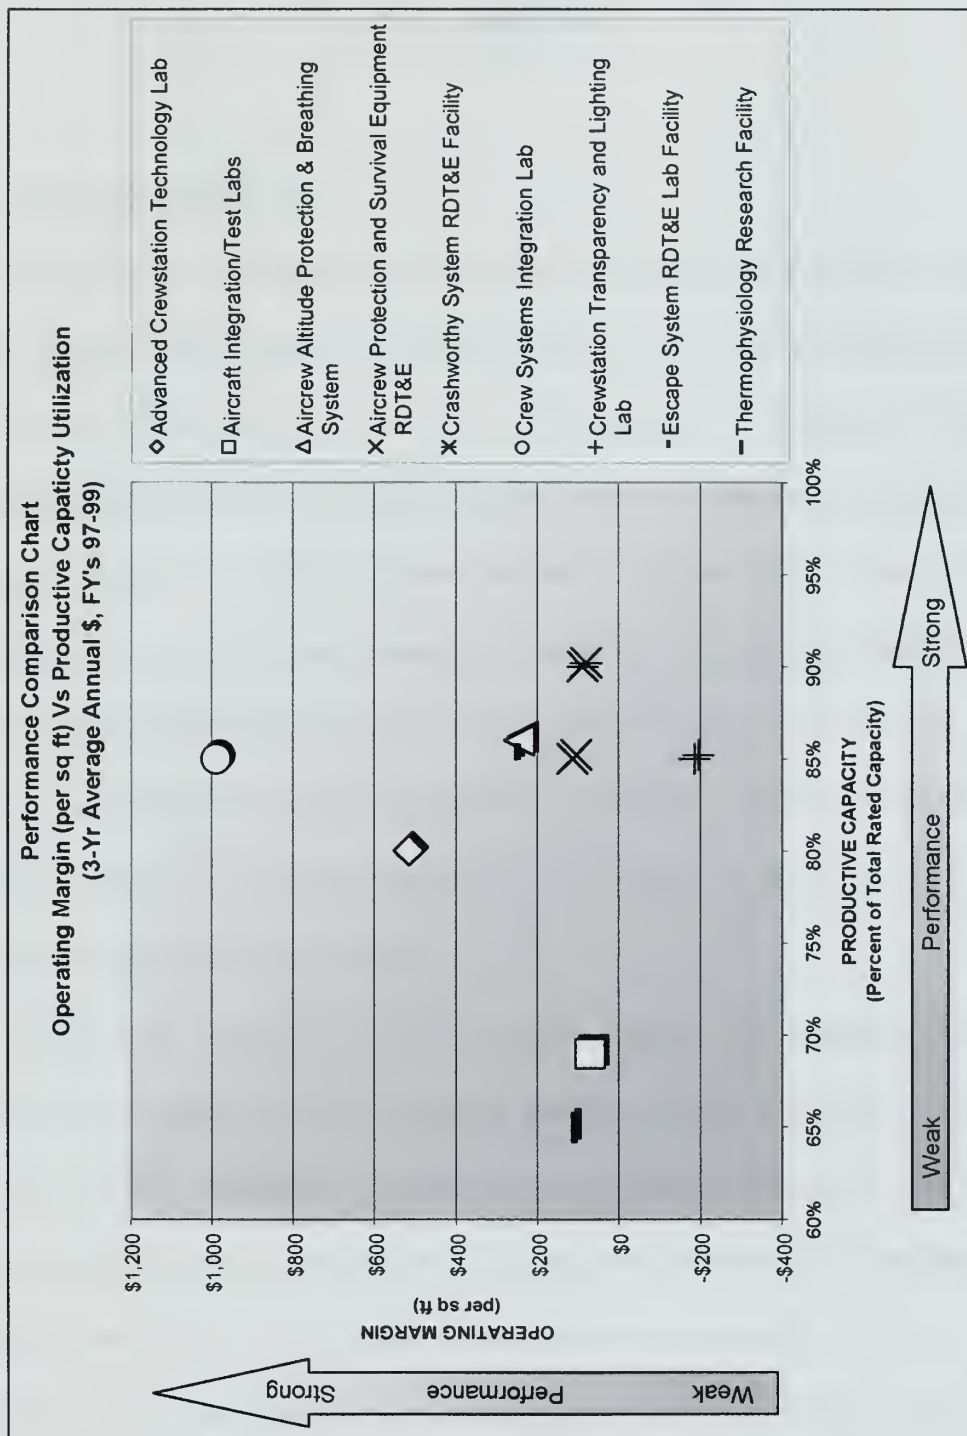 Performance Comparison Chart
Operating Margin (per sq ft) Vs Productive Capaticty Utilization
(3-Yr Average Annual $, FY's 97-99)
Strong
Performance
Weak
OPERATING MARGIN
(per sq ft)
$1,200
$1,000
$800
$600
$400
$200
$0
-$200
-$400
60%
65%
70%
75%
80%
85%
90%
95%
100%
PRODUCTIVE CAPACITY
(Percent of Total Rated Capacity)
Weak
Performance
Strong
Advanced Crewstation Technology Lab
Aircraft Integration/Test Labs
Aircrew Altitude Protection & Breathing
System
Aircrew Protection and Survival Equipment
RDT&E
Crashworthy System RDT&E Facility
Crew Systems Integration Lab
Crewstation Transparency and Lighting
Lab
Escape System RDT&E Lab Facility
Thermophysiology Research Facility